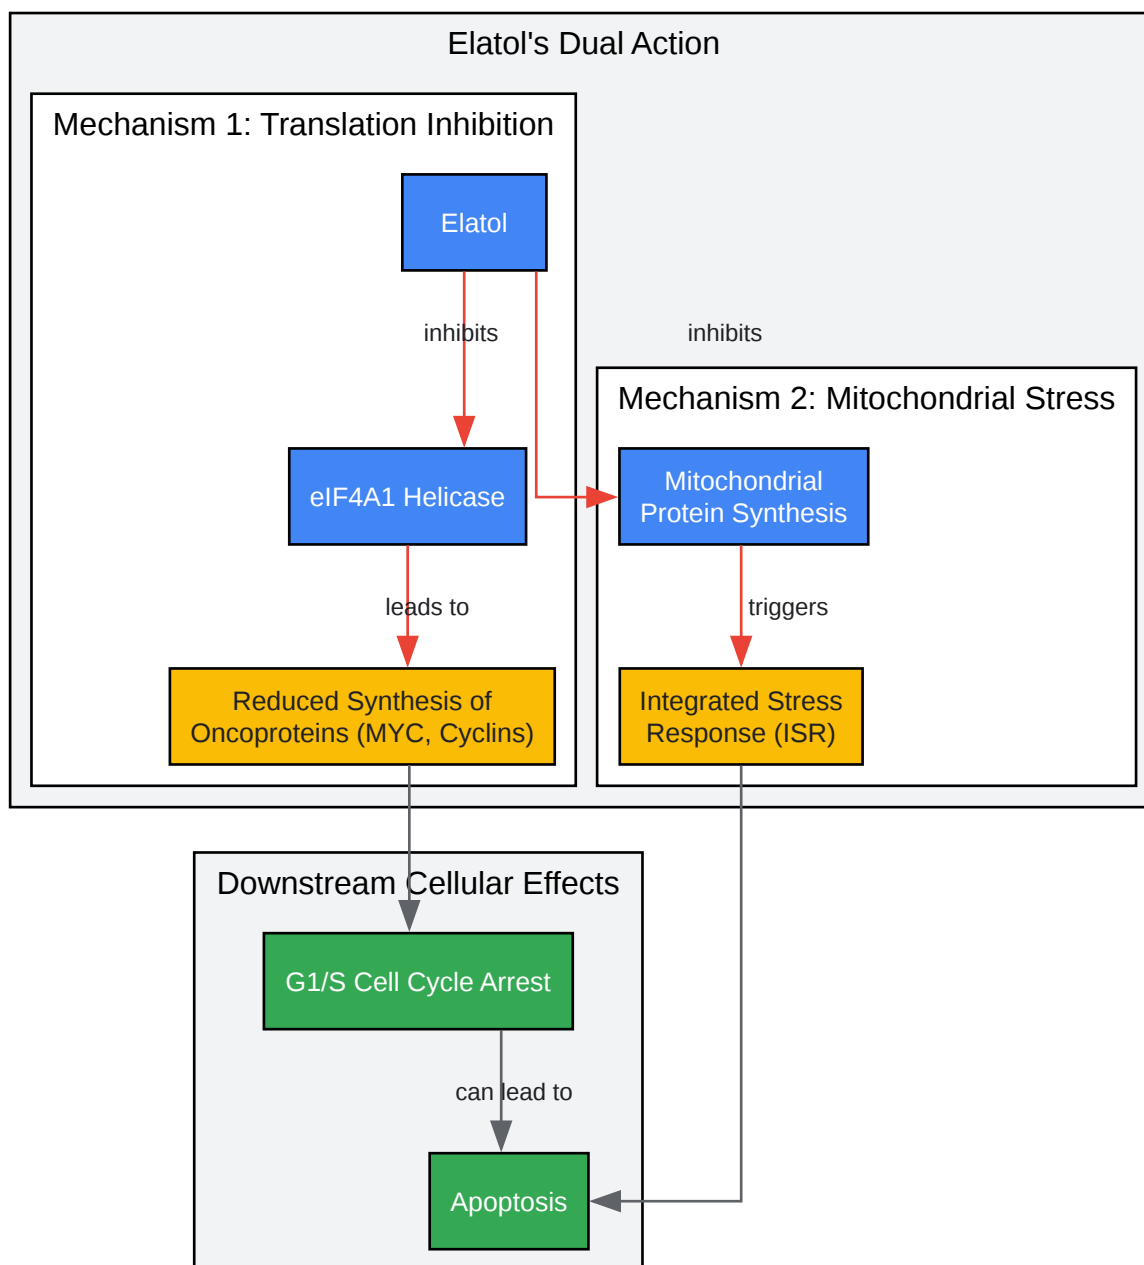 Elatol's Dual Action
Mechanism 1: Translation Inhibition
Elatol
inhibits
inhibits
Mechanism 2: Mitochondrial Stress
eIF4A1 Helicase
Mitochondrial
Protein Synthesis
leads to
triggers
Reduced Synthesis of
Oncoproteins (MYC, Cyclins)
Integrated Stress
Response (ISR)
Downstream Cellular Effects
G1/S Cell Cycle Arrest
can lead to
Apoptosis